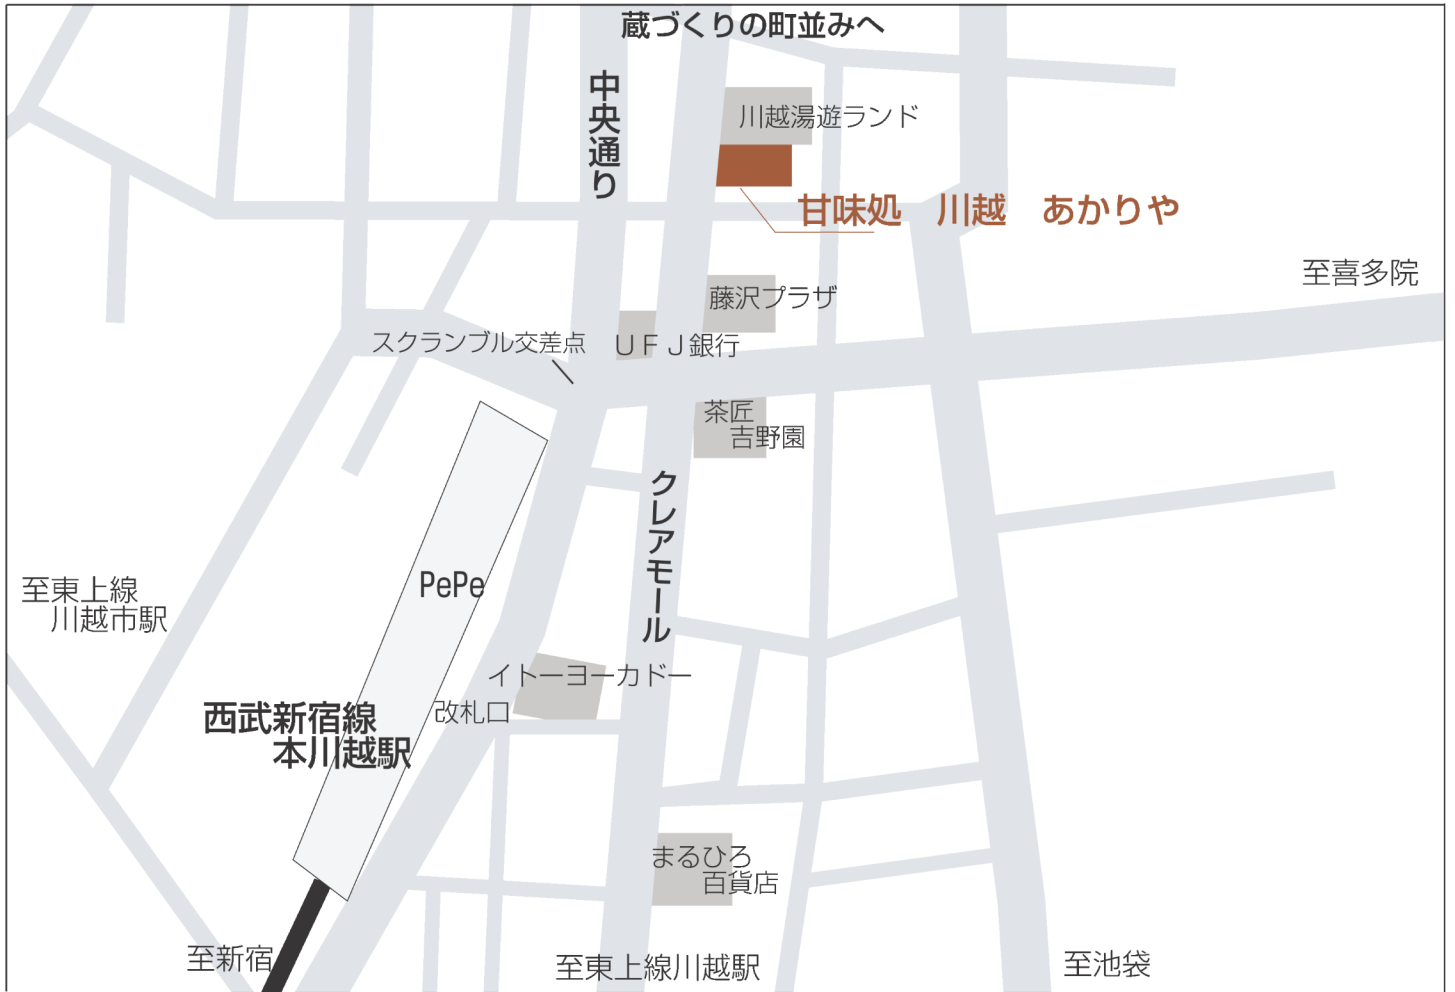 蔵づくりの町並みへ
中央通り
川越湯遊ランド
甘味処　川越　あかりや
至喜多院
藤沢プラザ
スクランブル交差点
ＵＦＪ銀行
茶匠
吉野園
クレアモール
PePe
至東上線
川越市駅
イトーヨーカドー
改札口
西武新宿線
本川越駅
まるひろ
百貨店
至新宿
至東上線川越駅
至池袋